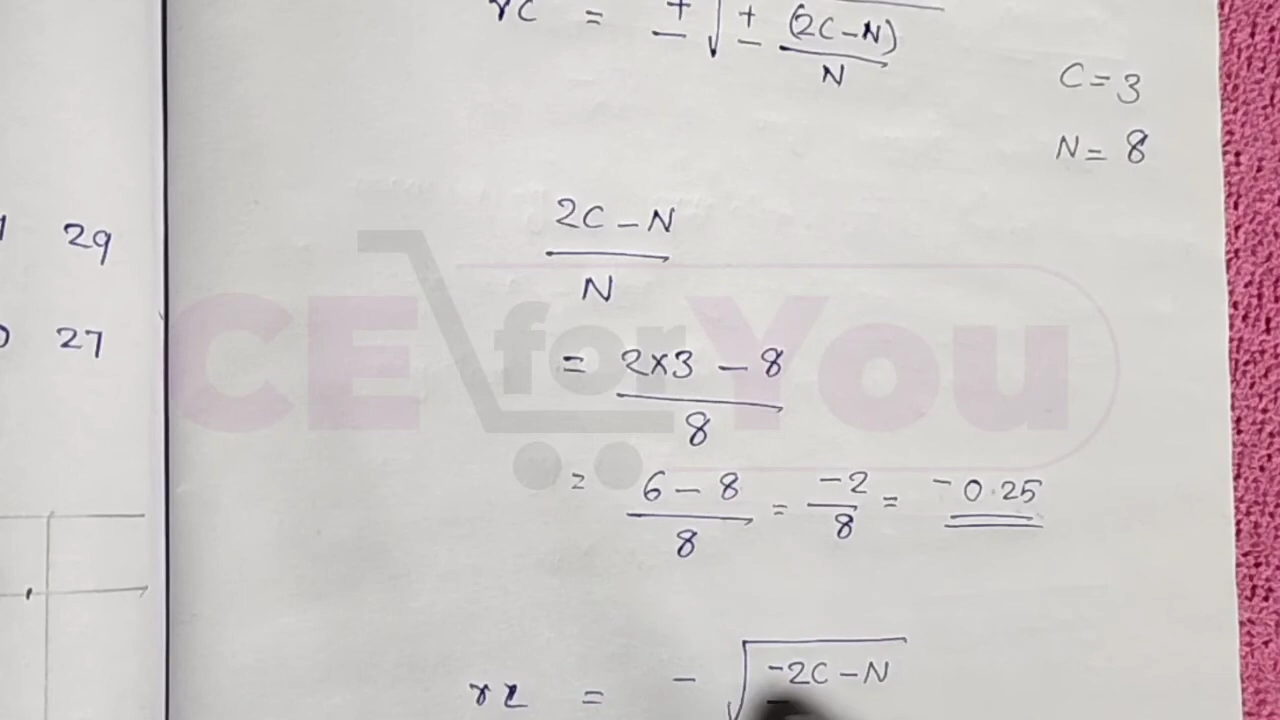 rc = ± √ ± (2C-N)
N
C=3
N= 8
29
2C-N
N
CE for You
27
= 2×3 - 8
8
= 6-8 = -2 = -0.25
8 8
= - √ -2C-N